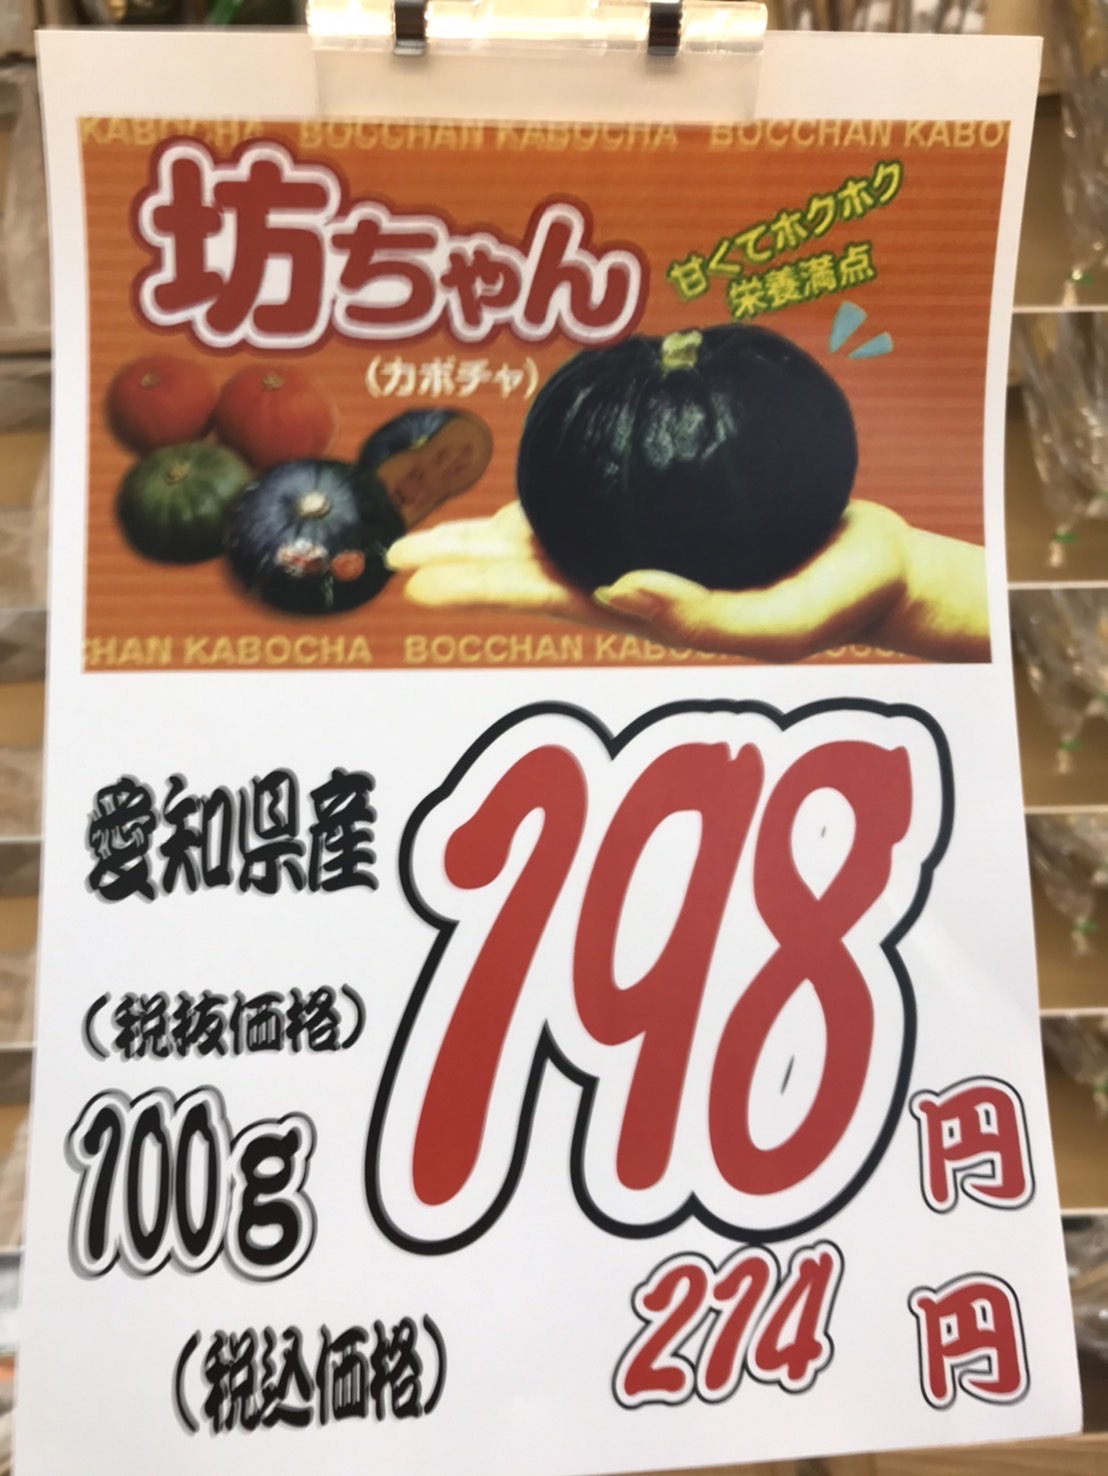 KABOCHA BOCCHAN KABOCHA BOCCHAN KABO
坊ちゃん
甘くてホクホク
栄養満点
(カボチャ)
CHAN KABOCHA BOCCHAN
愛知県産
198
(税抜価格)
100g
円
(税込価格)
214
円